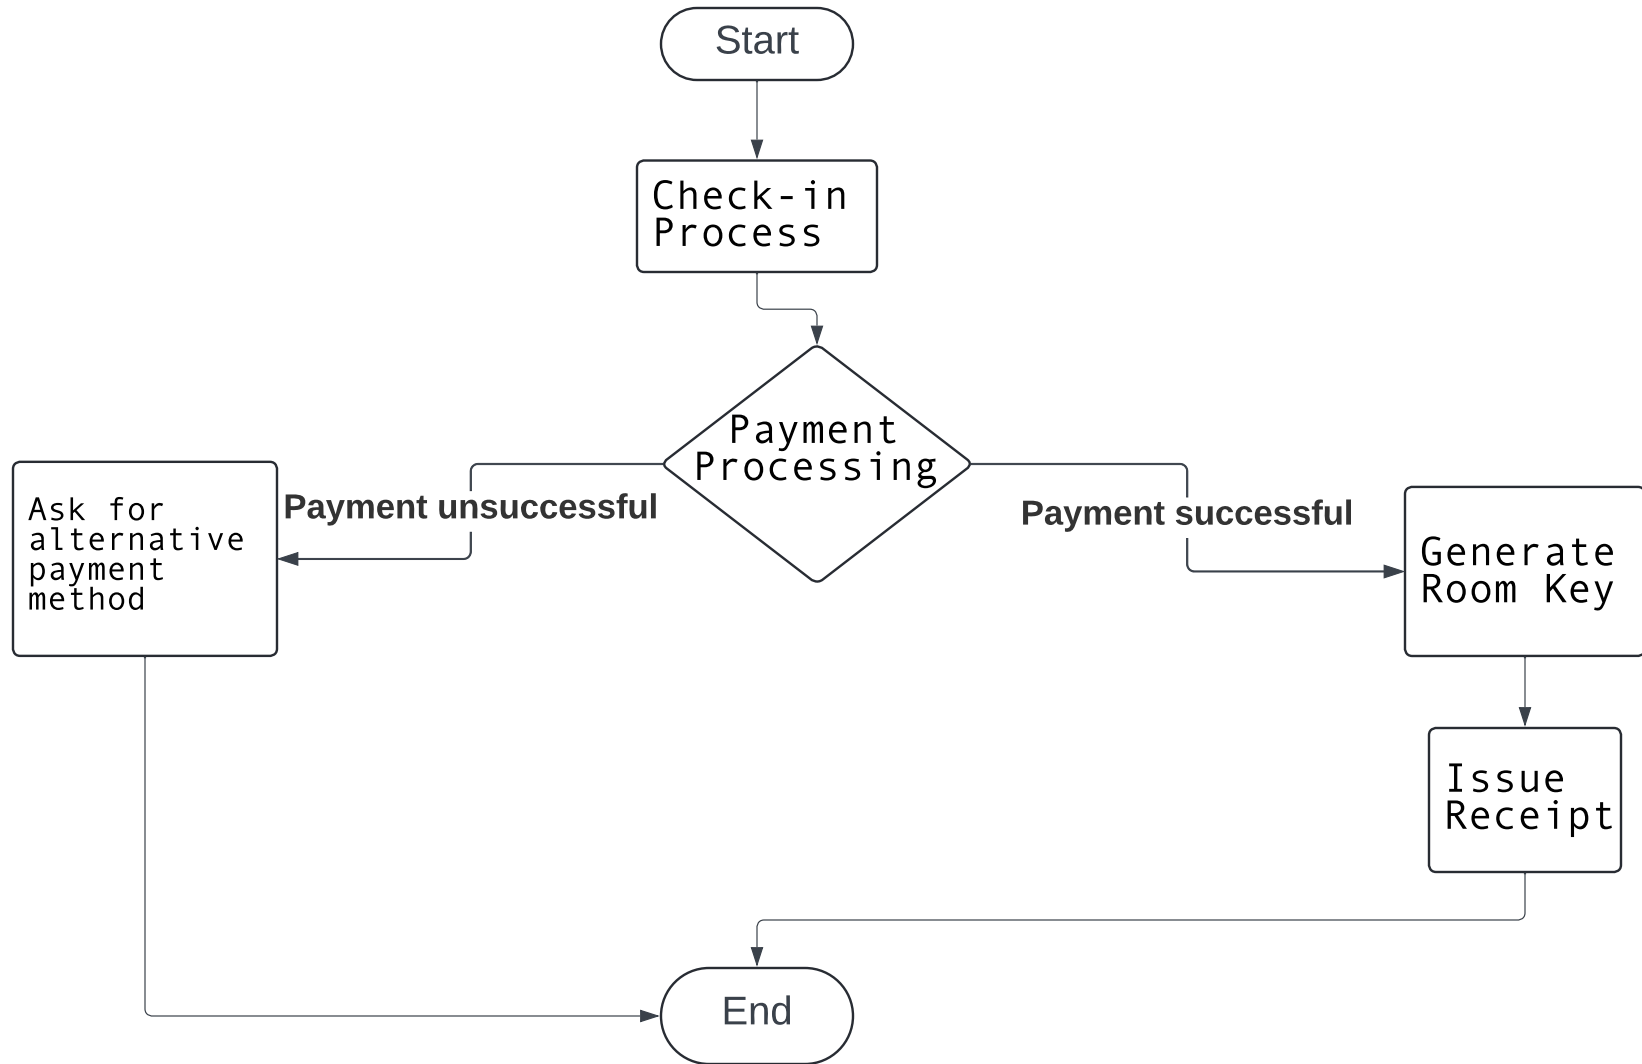 Start
Check-in
Process
Payment
Processing
Payment unsuccessful
Payment successful
Ask for
alternative
payment
method
Generate
Room Key
Issue
Receipt
End